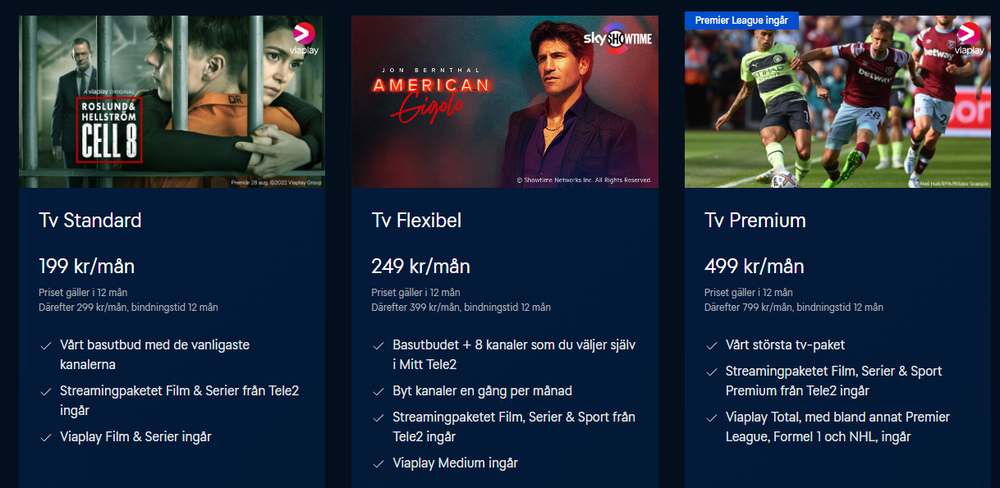 viaplay
A viaplay ORIGINAL
ROSLUND &
HELLSTRÖM
CELL 8
DR
Premiär 28 aug. ©2022 Viaplay Group
Tv Standard
199 kr/mån
Priset gäller i 12 mån
Därefter 299 kr/mån, bindningstid 12 mån
Vårt basutbud med de vanligaste
kanalerna
Streamingpaketet Film & Serier från Tele2
ingår
Viaplay Film & Serier ingår
sky SHOWTIME
JON BERNTHAL
AMERICAN
Gigolo
© Showtime Networks Inc. All Rights Reserved.
Tv Flexibel
249 kr/mån
Priset gäller i 12 mån
Därefter 399 kr/mån, bindningstid 12 mån
Basutbudet + 8 kanaler som du väljer själv
i Mitt Tele2
Byt kanaler en gång per månad
Streamingpaketet Film, Serier & Sport från
Tele2 ingår
Viaplay Medium ingår
Premier League ingår
viaplay
ETIHAD
betway
betway
28
28
© Neil Hall/EPA/Ritzau Scanpix
Tv Premium
499 kr/mån
Priset gäller i 12 mån
Därefter 799 kr/mån, bindningstid 12 mån
Vårt största tv-paket
Streamingpaketet Film, Serier & Sport
Premium från Tele2 ingår
Viaplay Total, med bland annat Premier
League, Formel 1 och NHL, ingår